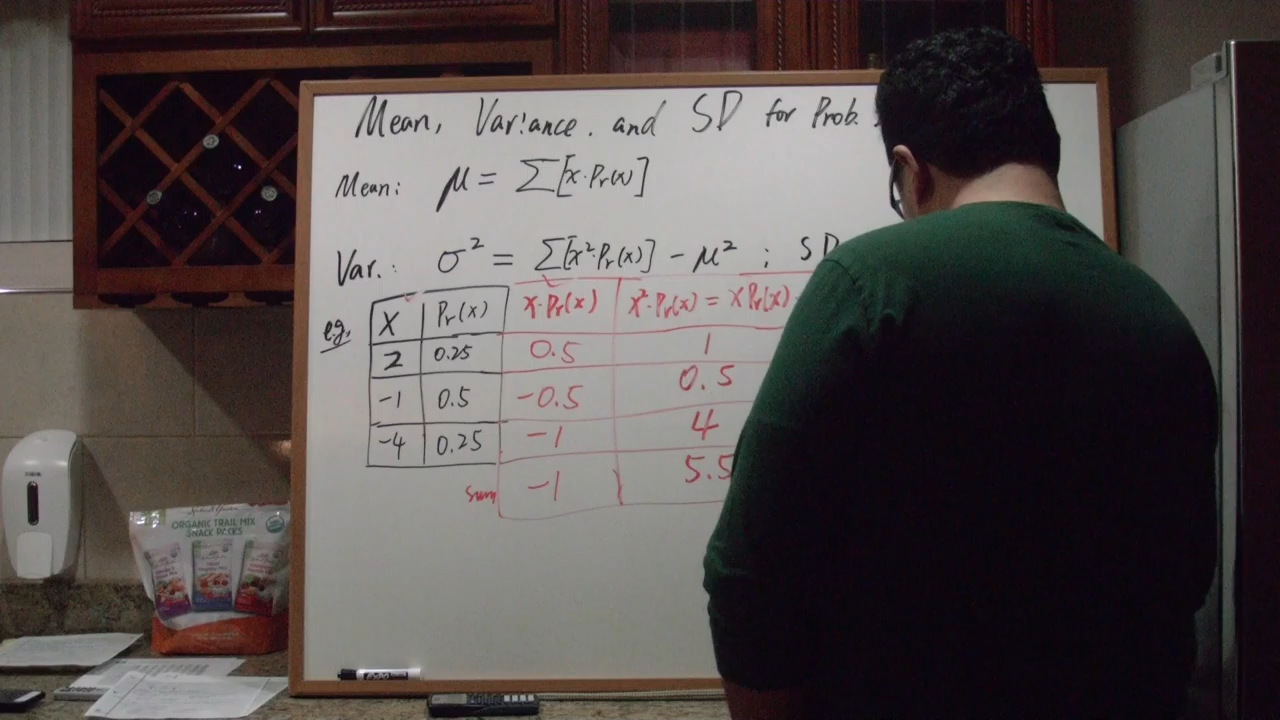 Mean, Variance. and SD for Prob.
Mean: μ = ∑[x·Pr(x)]
Var.: σ² = ∑[x²·Pr(x)] - μ² ; SD
e.g. X Pr(x) x·Pr(x) x²·Pr(x) = xPr(x)
2 0.25 0.5 1
-1 0.5 -0.5 0.5
-4 0.25 -1 4
Sum -1 5.5
ORGANIC TRAIL MIX
SNACK PACKS
EXPO